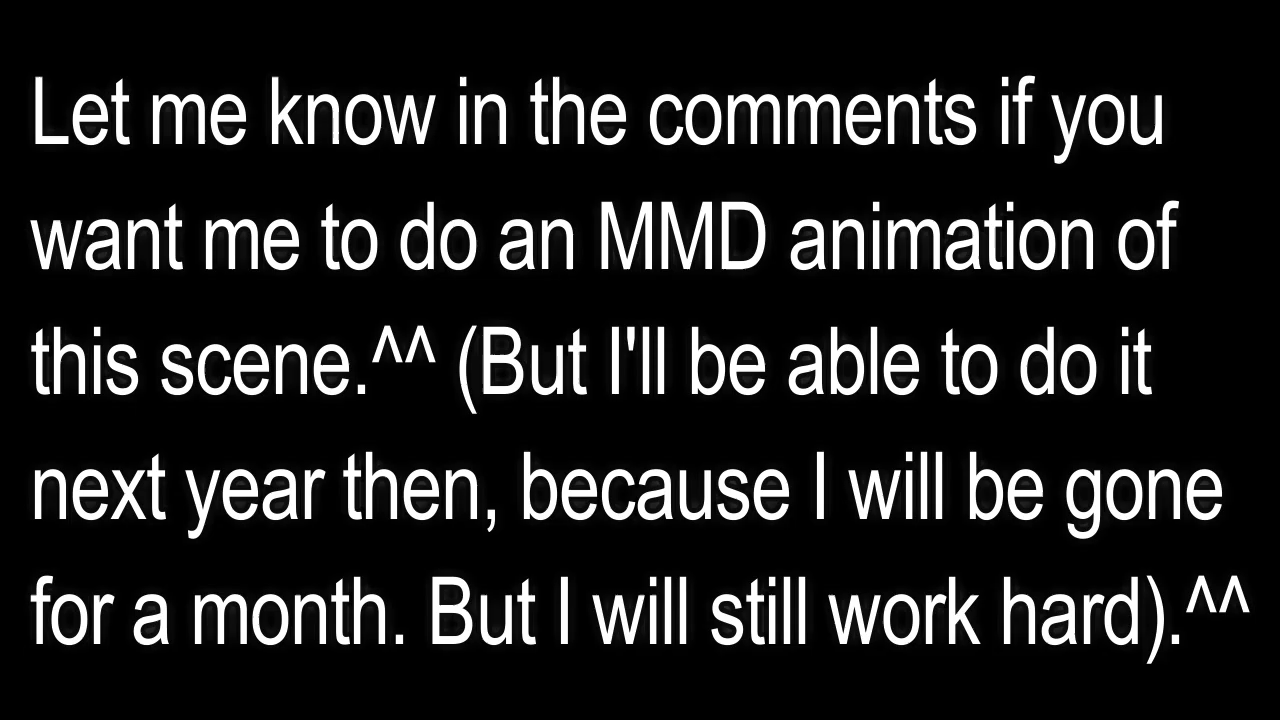 Let me know in the comments if you
want me to do an MMD animation of
this scene.^^ (But I'll be able to do it
next year then, because I will be gone
for a month. But I will still work hard).^^